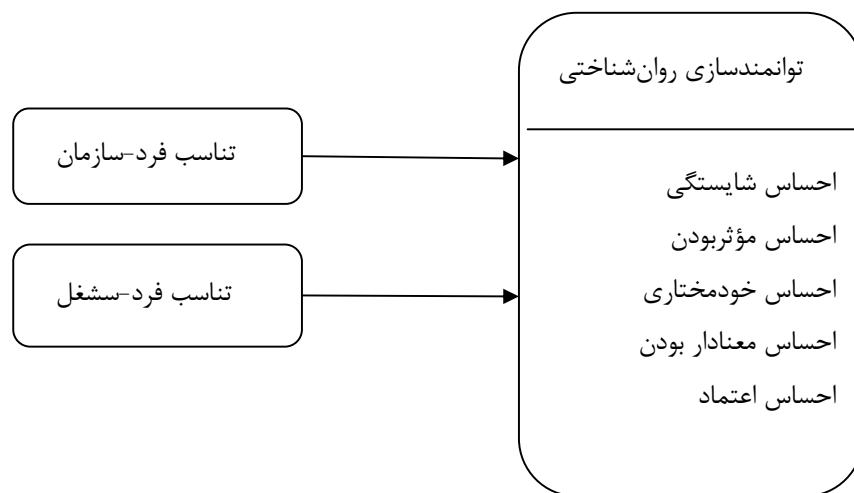 توانمندسازی روان‌شناختی
احساس شایستگی
احساس مؤثربودن
احساس خودمختاری
احساس معنادار بودن
احساس اعتماد
تناسب فرد-سازمان
تناسب فرد-سشغل